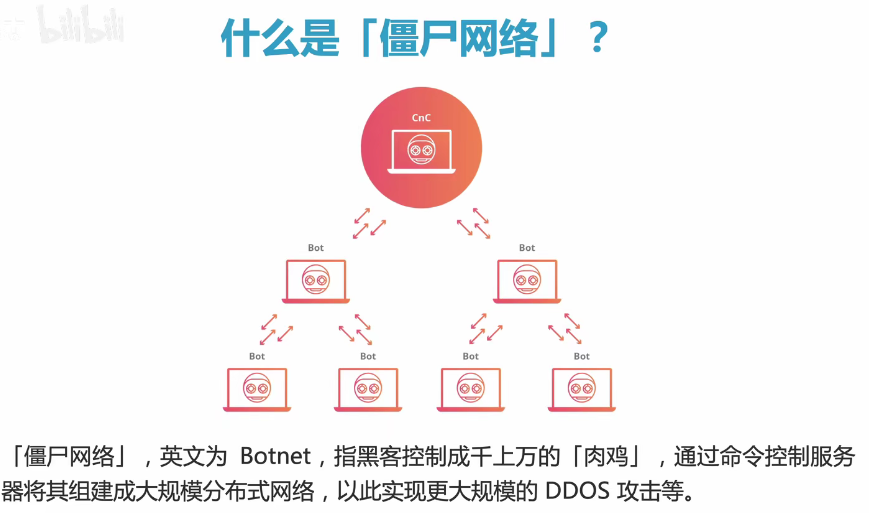 bilibili
什么是「僵尸网络」？
CnC
Bot
Bot
Bot
Bot
Bot
Bot
「僵尸网络」，英文为 Botnet，指黑客控制成千上万的「肉鸡」，通过命令控制服务
器将其组建成大规模分布式网络，以此实现更大规模的 DDOS 攻击等。